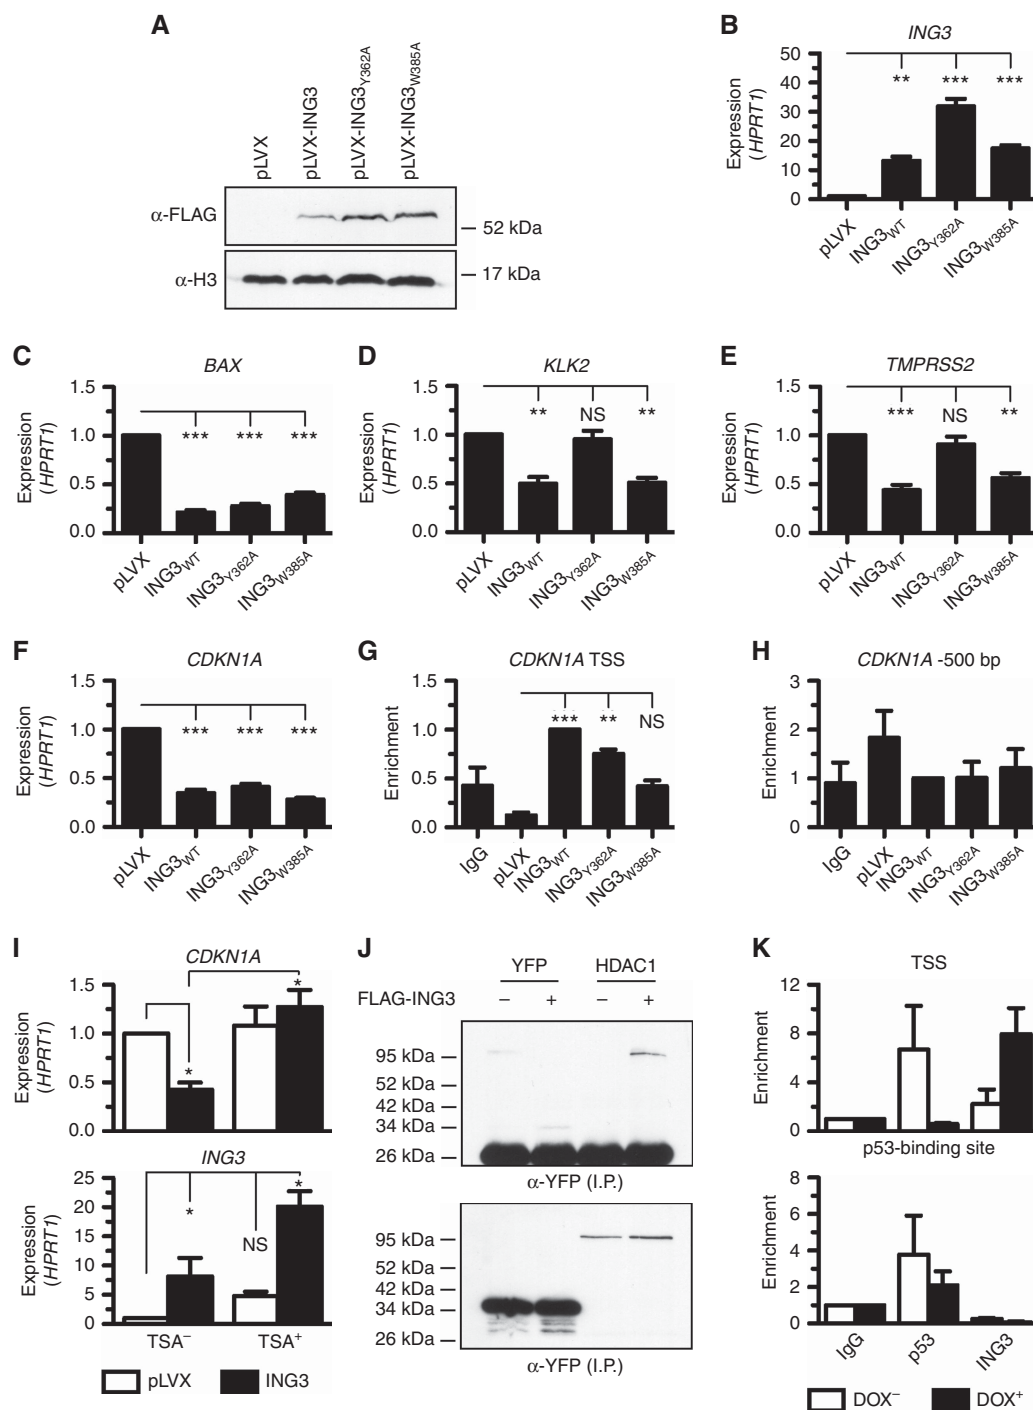 A
pLVX
pLVX-ING3
pLVX-ING3Y362A
pLVX-ING3W385A
α-FLAG
52 kDa
α-H3
17 kDa
B
ING3
Expression
(HPRT1)
50
40
30
20
10
0
** *** ***
pLVX
ING3WT
ING3Y362A
ING3W385A
C
BAX
Expression
(HPRT1)
1.5
1.0
0.5
0.0
*** *** ***
pLVX
ING3WT
ING3Y362A
ING3W385A
D
KLK2
Expression
(HPRT1)
1.5
1.0
0.5
0.0
** NS **
pLVX
ING3WT
ING3Y362A
ING3W385A
E
TMPRSS2
Expression
(HPRT1)
1.5
1.0
0.5
0.0
*** NS **
pLVX
ING3WT
ING3Y362A
ING3W385A
F
CDKN1A
Expression
(HPRT1)
1.5
1.0
0.5
0.0
*** *** ***
pLVX
ING3WT
ING3Y362A
ING3W385A
G
CDKN1A TSS
Enrichment
1.5
1.0
0.5
0.0
*** ** NS
IgG
pLVX
ING3WT
ING3Y362A
ING3W385A
H
CDKN1A -500 bp
Enrichment
3
2
1
0
IgG
pLVX
ING3WT
ING3Y362A
ING3W385A
I
CDKN1A
Expression
(HPRT1)
1.5
1.0
0.5
0.0
* *
ING3
Expression
(HPRT1)
25
20
15
10
5
0
* NS *
TSA− TSA+
pLVX ING3
J
YFP HDAC1
FLAG-ING3 − + − +
95 kDa
52 kDa
42 kDa
34 kDa
26 kDa
α-YFP (I.P.)
95 kDa
52 kDa
42 kDa
34 kDa
26 kDa
α-YFP (I.P.)
K
TSS
Enrichment
12
8
4
0
p53-binding site
Enrichment
8
6
4
2
0
IgG
p53
ING3
DOX− DOX+